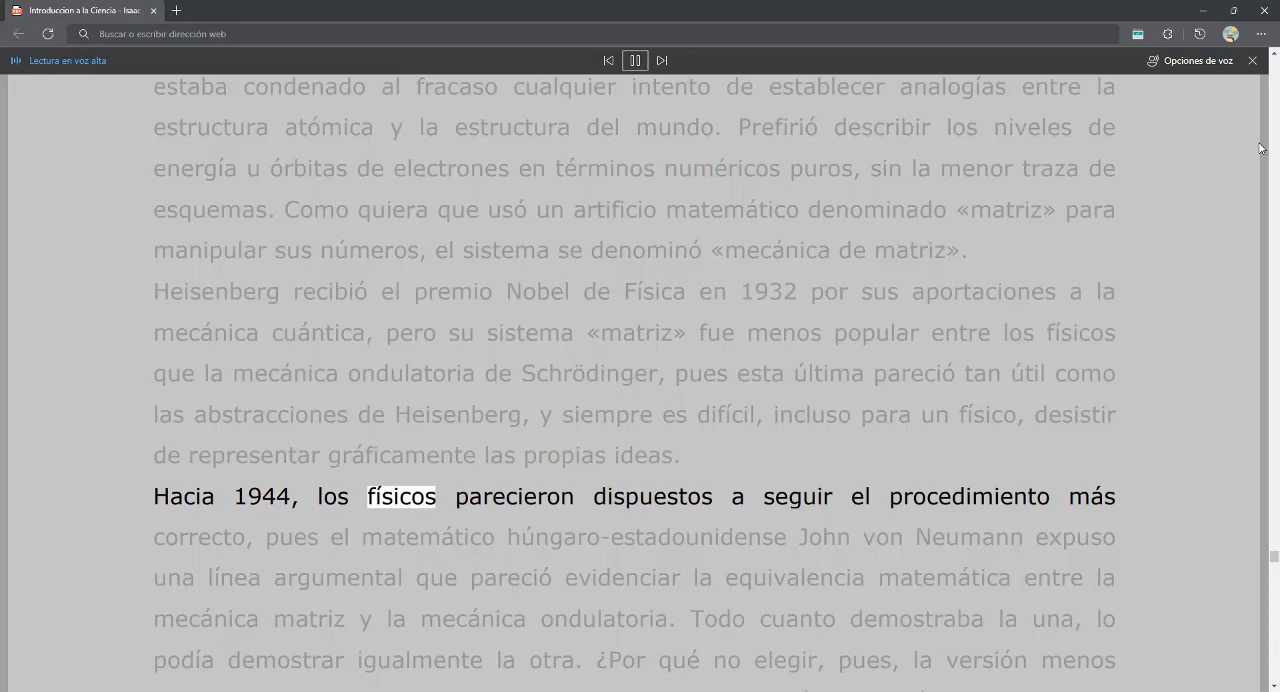 Introduccion a la Ciencia - Isaac
Buscar o escribir dirección web
Lectura en voz alta
Opciones de voz
estaba condenado al fracaso cualquier intento de establecer analogías entre la
estructura atómica y la estructura del mundo. Prefirió describir los niveles de
energía u órbitas de electrones en términos numéricos puros, sin la menor traza de
esquemas. Como quiera que usó un artificio matemático denominado «matriz» para
manipular sus números, el sistema se denominó «mecánica de matriz».
Heisenberg recibió el premio Nobel de Física en 1932 por sus aportaciones a la
mecánica cuántica, pero su sistema «matriz» fue menos popular entre los físicos
que la mecánica ondulatoria de Schrödinger, pues esta última pareció tan útil como
las abstracciones de Heisenberg, y siempre es difícil, incluso para un físico, desistir
de representar gráficamente las propias ideas.
Hacia 1944, los físicos parecieron dispuestos a seguir el procedimiento más
correcto, pues el matemático húngaro-estadounidense John von Neumann expuso
una línea argumental que pareció evidenciar la equivalencia matemática entre la
mecánica matriz y la mecánica ondulatoria. Todo cuanto demostraba la una, lo
podía demostrar igualmente la otra. ¿Por qué no elegir, pues, la versión menos